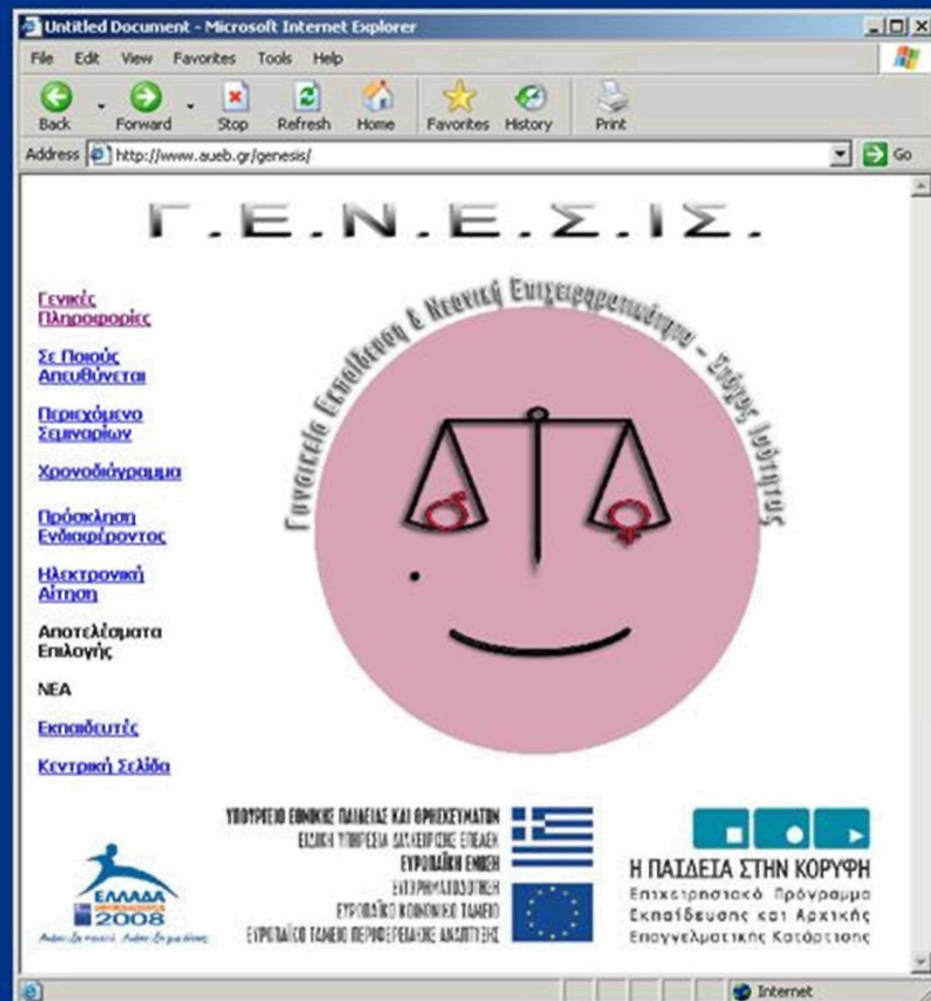 Untitled Document - Microsoft Internet Explorer
File Edit View Favorites Tools Help
Back Forward Stop Refresh Home Favorites History Print
Address http://www.aueb.gr/genesis/ Go
Γ.Ε.Ν.Ε.Σ.ΙΣ.
Γυναικεία Εκπαίδευση & Νεανική Επιχειρηματικότητα - Στόχος Ισότητας
Γενικές
Πληροφορίες
Σε Ποιούς
Απευθύνεται
Περιεχόμενο
Σεμιναρίων
Χρονοδιάγραμμα
Πρόσκληση
Ενδιαφέροντος
Ηλεκτρονική
Αίτηση
Αποτελέσματα
Επιλογής
ΝΕΑ
Εκπαιδευτές
Κεντρική Σελίδα
ΕΛΛΑΔΑ
2008
ΥΠΟΥΡΓΕΙΟ ΕΘΝΙΚΗΣ ΠΑΙΔΕΙΑΣ ΚΑΙ ΘΡΗΣΚΕΥΜΑΤΩΝ
ΕΙΔΙΚΗ ΥΠΗΡΕΣΙΑ ΔΙΑΧΕΙΡΙΣΗΣ ΕΠΕΑΕΚ
ΕΥΡΩΠΑΪΚΗ ΕΝΩΣΗ
ΣΥΓΧΡΗΜΑΤΟΔΟΤΗΣΗ
ΕΥΡΩΠΑΪΚΟ ΚΟΙΝΩΝΙΚΟ ΤΑΜΕΙΟ
ΕΥΡΩΠΑΪΚΟ ΤΑΜΕΙΟ ΠΕΡΙΦΕΡΕΙΑΚΗΣ ΑΝΑΠΤΥΞΗΣ
Η ΠΑΙΔΕΙΑ ΣΤΗΝ ΚΟΡΥΦΗ
Επιχειρησιακό Πρόγραμμα
Εκπαίδευσης και Αρχικής
Επαγγελματικής Κατάρτισης
Internet